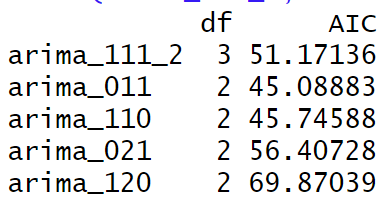 df AIC
arima_111_2 3 51.17136
arima_011 2 45.08883
arima_110 2 45.74588
arima_021 2 56.40728
arima_120 2 69.87039